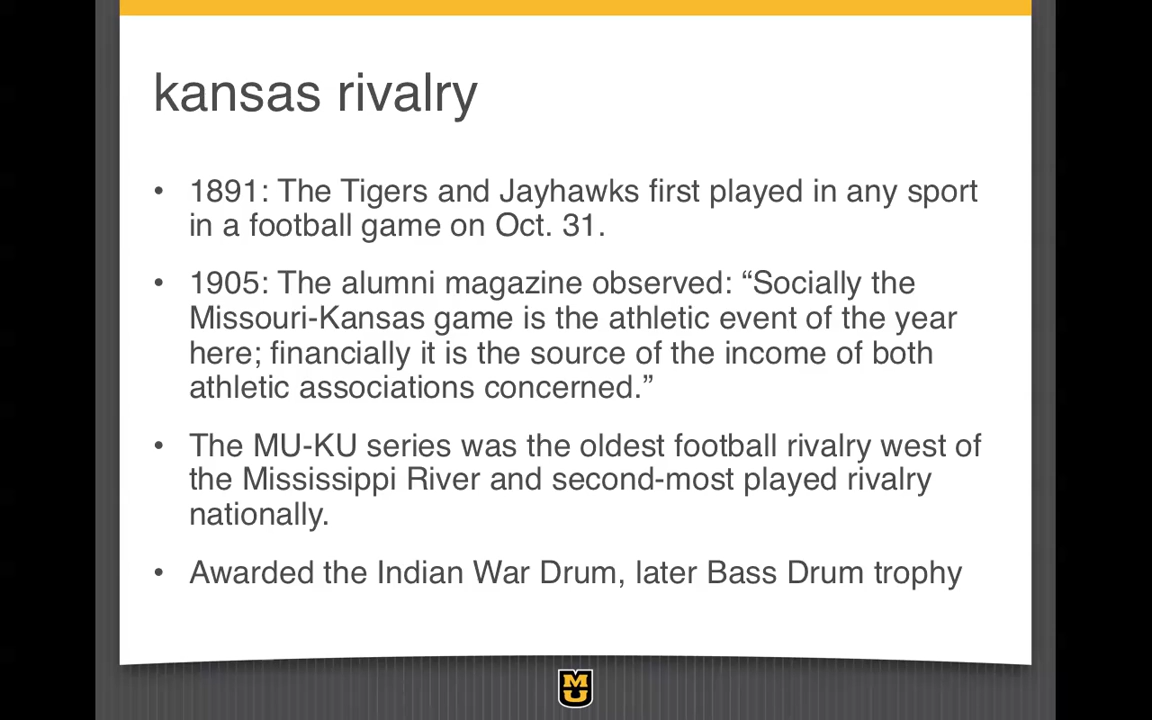 kansas rivalry
• 1891: The Tigers and Jayhawks first played in any sport
in a football game on Oct. 31.
• 1905: The alumni magazine observed: “Socially the
Missouri-Kansas game is the athletic event of the year
here; financially it is the source of the income of both
athletic associations concerned.”
• The MU-KU series was the oldest football rivalry west of
the Mississippi River and second-most played rivalry
nationally.
• Awarded the Indian War Drum, later Bass Drum trophy
MU